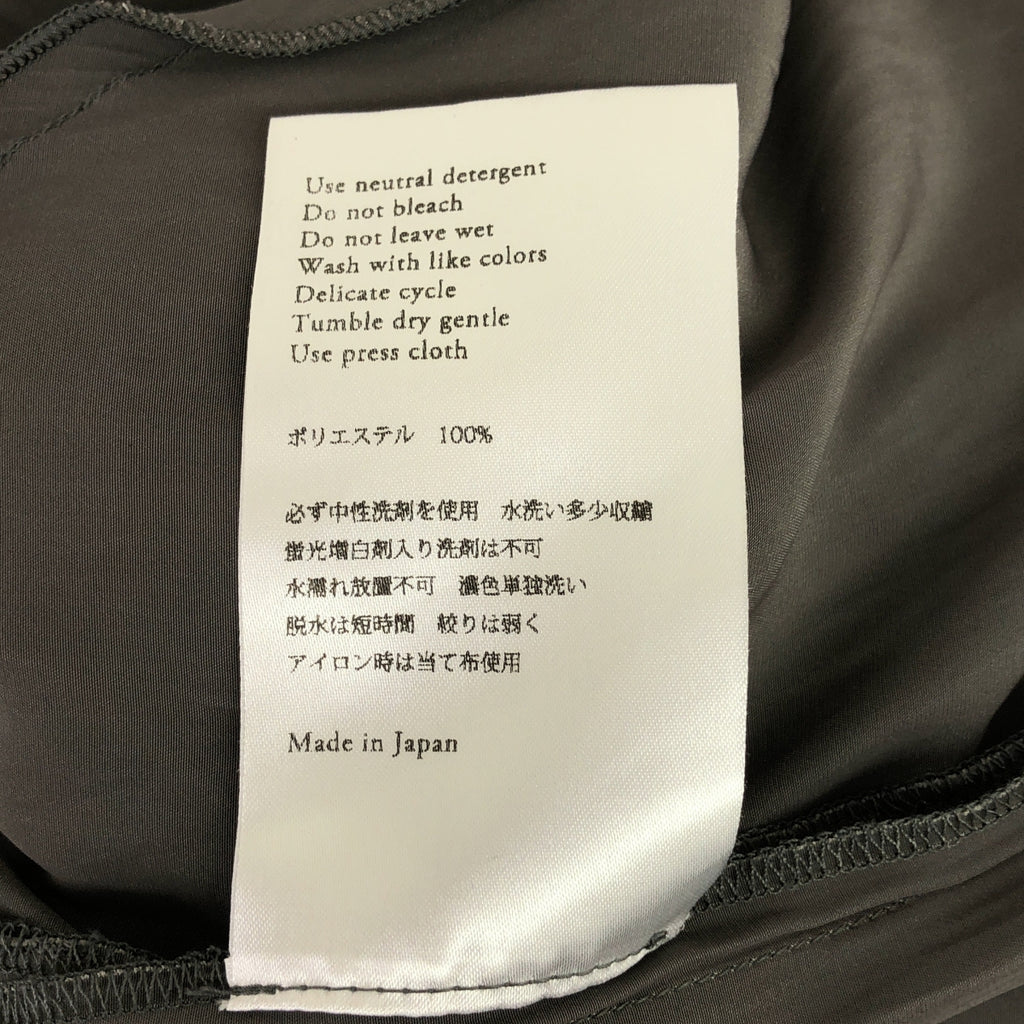 Use neutral detergent
Do not bleach
Do not leave wet
Wash with like colors
Delicate cycle
Tumble dry gentle
Use press cloth
ポリエステル　100%
必ず中性洗剤を使用　水洗い多少収縮
蛍光増白剤入り洗剤は不可
水濡れ放置不可　濃色単独洗い
脱水は短時間　絞りは弱く
アイロン時は当て布使用
Made in Japan